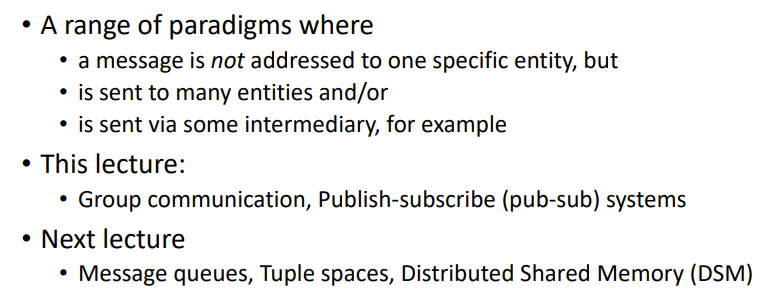 • A range of paradigms where
• a message is not addressed to one specific entity, but
• is sent to many entities and/or
• is sent via some intermediary, for example
• This lecture:
• Group communication, Publish-subscribe (pub-sub) systems
• Next lecture
• Message queues, Tuple spaces, Distributed Shared Memory (DSM)